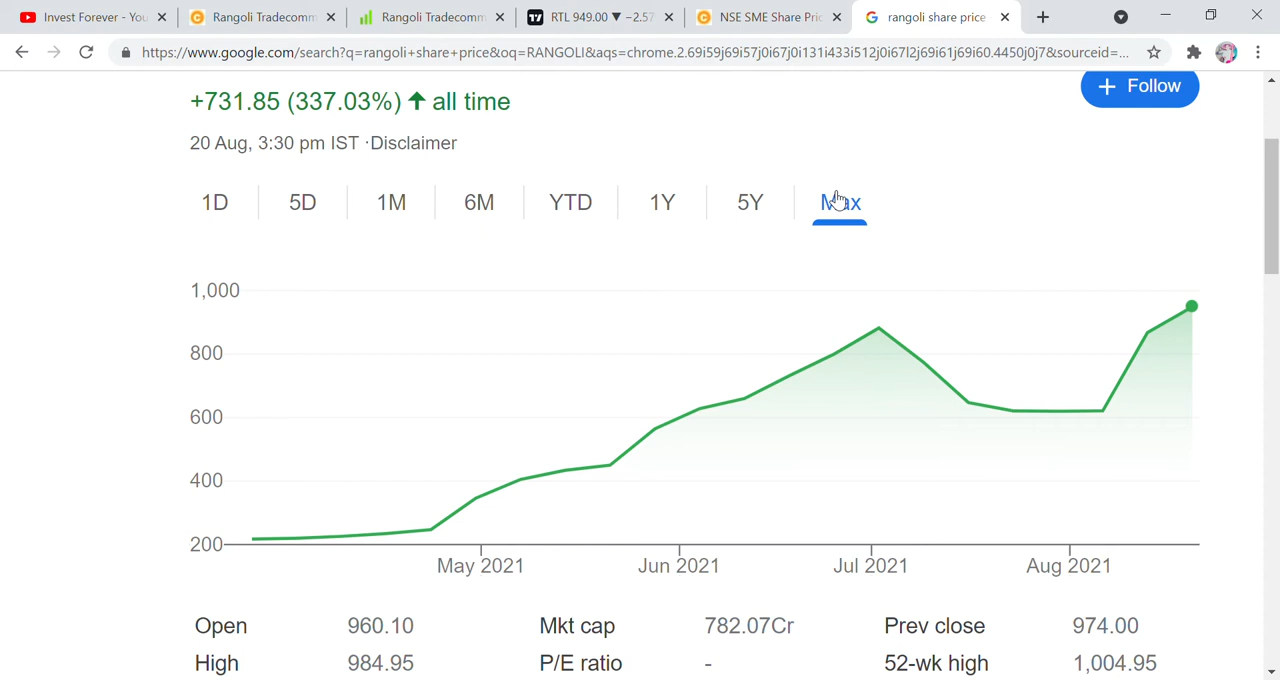 Invest Forever - You
Rangoli Tradecomm
Rangoli Tradecomm
RTL 949.00 ▼ −2.57
NSE SME Share Pric
rangoli share price
https://www.google.com/search?q=rangoli+share+price&oq=RANGOLI&aqs=chrome.2.69i59j69i57j0i67j0i131i433i512j0i67l2j69i61j69i60.4450j0j7&sourceid=...
+731.85 (337.03%) ↑ all time
+ Follow
20 Aug, 3:30 pm IST ·Disclaimer
1D 5D 1M 6M YTD 1Y 5Y Max
1,000
800
600
400
200
May 2021 Jun 2021 Jul 2021 Aug 2021
Open 960.10 Mkt cap 782.07Cr Prev close 974.00
High 984.95 P/E ratio - 52-wk high 1,004.95